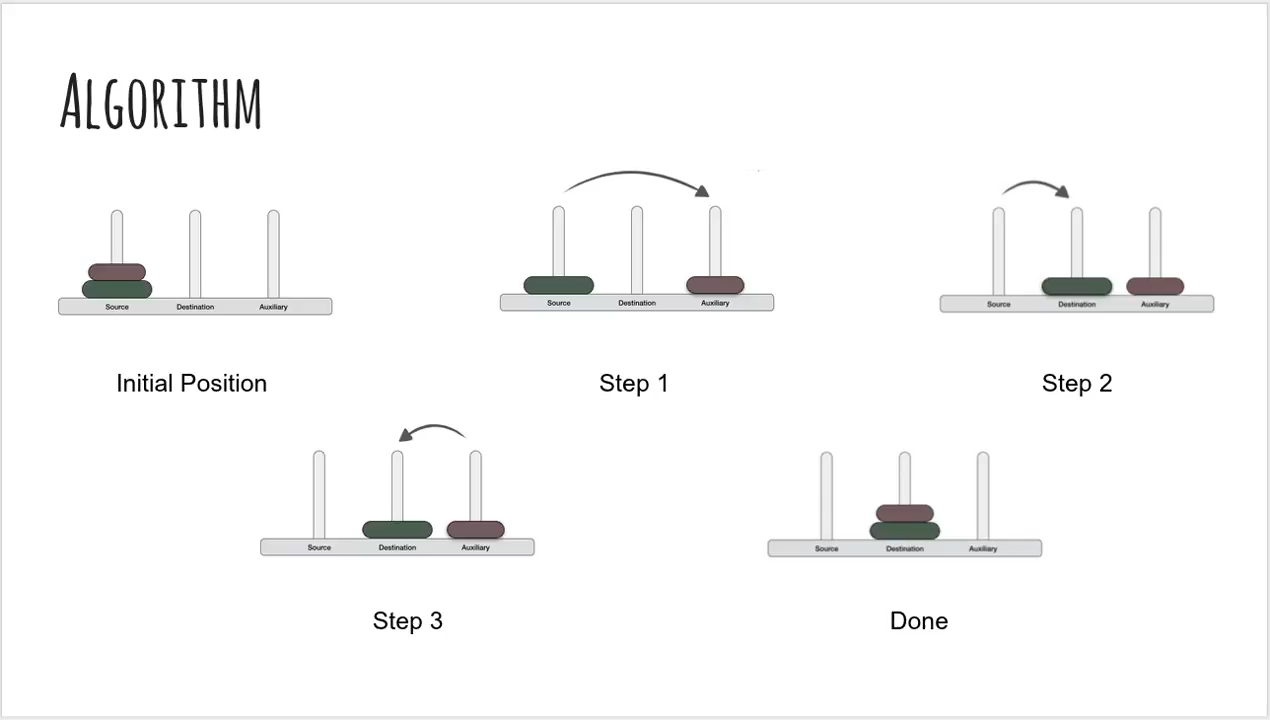 ALGORITHM
Source Destination Auxiliary
Initial Position
Source Destination Auxiliary
Step 1
Source Destination Auxiliary
Step 2
Source Destination Auxiliary
Step 3
Source Destination Auxiliary
Done